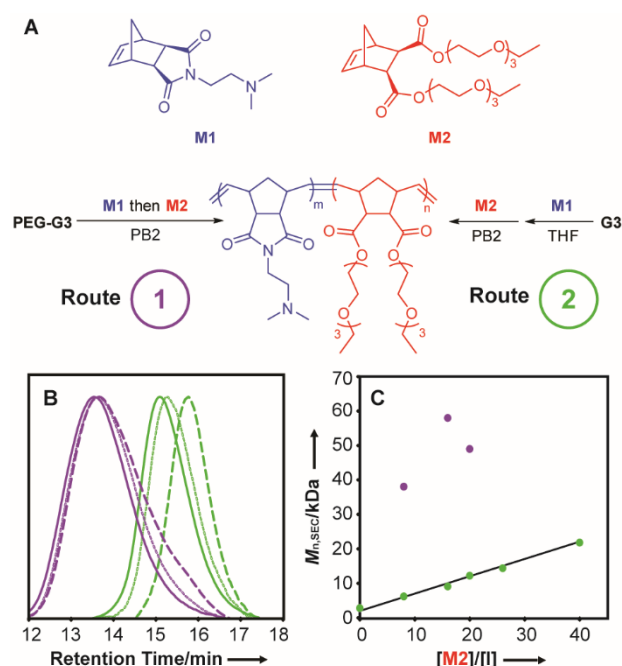 A
M1
M2
PEG-G3
M1 then M2
PB2
M2
PB2
M1
THF
G3
Route 1
Route 2
O
O
N
N
O
O
O
O
3
O
O
3
m
n
O
O
N
N
O
O
O
O
O
O
3
3
B
12 13 14 15 16 17 18
Retention Time/min
C
70
60
50
40
30
20
10
0
0 10 20 30 40
Mn,SEC/kDa
[M2]/[I]